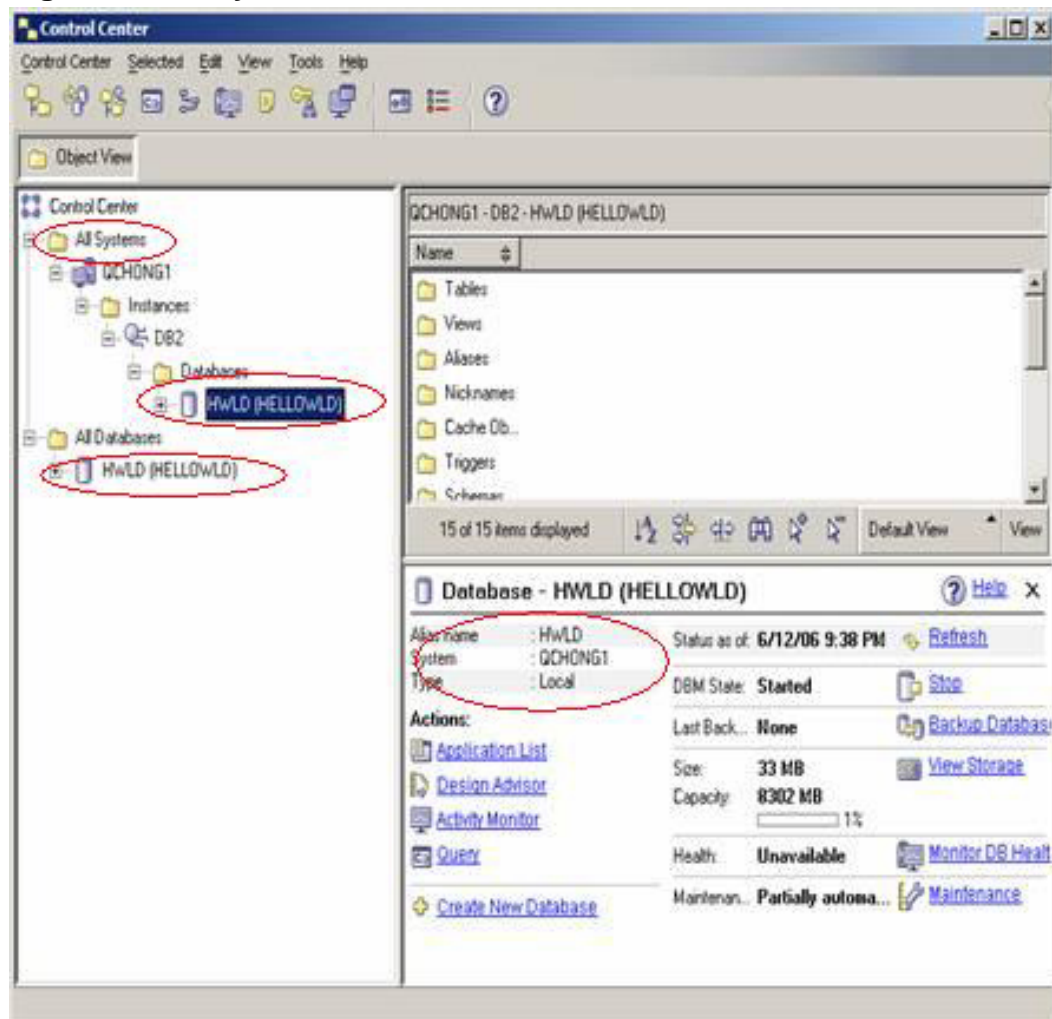 Control Center
Control Center Selected Edit View Tools Help
Object View
Control Center
All Systems
QCHONG1
Instances
DB2
Databases
HWLD (HELLOWLD)
All Databases
HWLD (HELLOWLD)
QCHONG1 - DB2 - HWLD (HELLOWLD)
Name
Tables
Views
Aliases
Nicknames
Cache Ob...
Triggers
Schemas
15 of 15 items displayed
Default View
View
Database - HWLD (HELLOWLD)
Help
Alias name : HWLD
System : QCHONG1
Type : Local
Actions:
Application List
Design Advisor
Activity Monitor
Query
Create New Database
Status as of: 6/12/06 9:38 PM Refresh
DBM State: Started Stop
Last Back... None Backup Databas
Size: 33 MB View Storage
Capacity: 8302 MB
1%
Health: Unavailable Monitor DB Healt
Maintenan... Partially automa... Maintenance